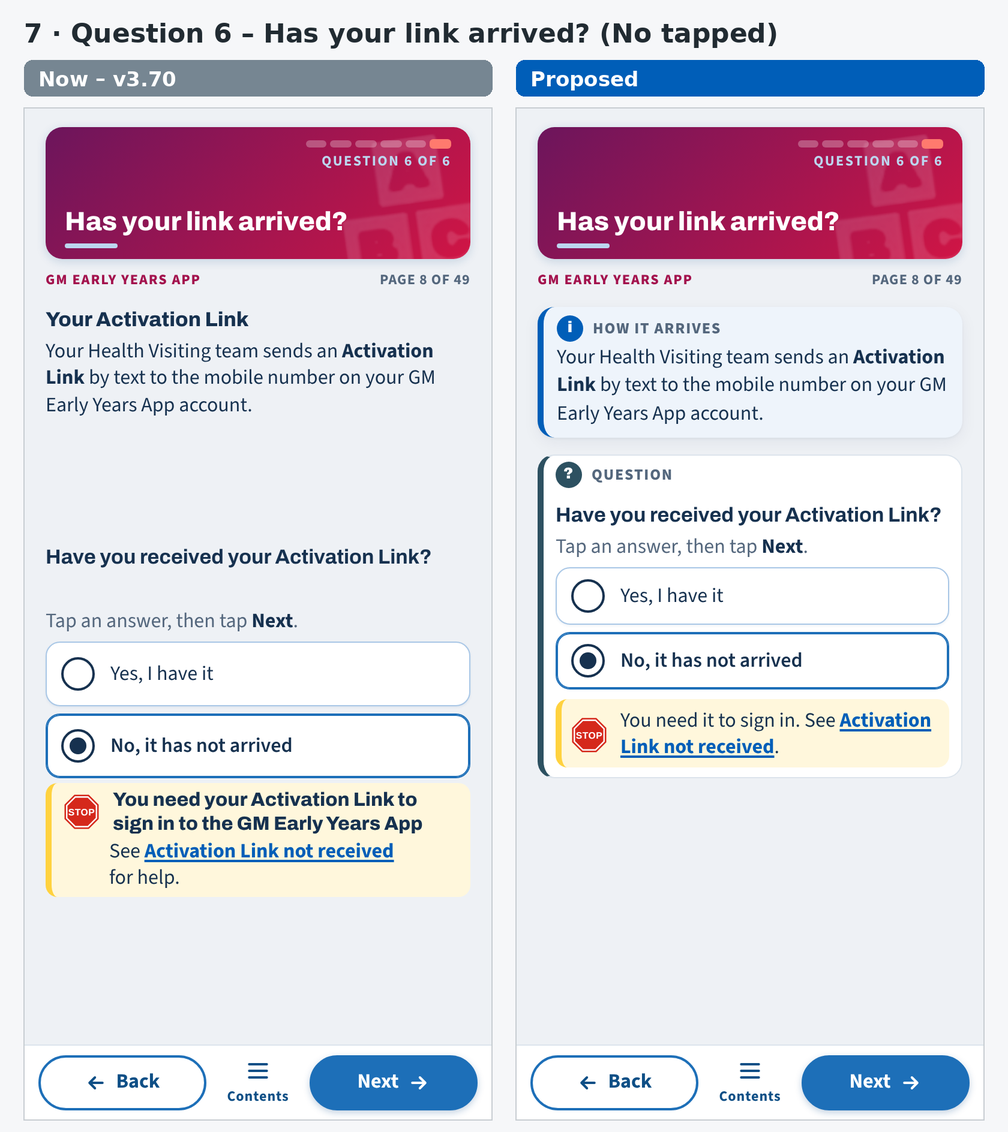 7 · Question 6 – Has your link arrived? (No tapped)
Now – v3.70
A
B C
QUESTION 6 OF 6
Has your link arrived?
GM EARLY YEARS APP
PAGE 8 OF 49
Your Activation Link
Your Health Visiting team sends an Activation
Link by text to the mobile number on your GM
Early Years App account.
Have you received your Activation Link?
Tap an answer, then tap Next.
Yes, I have it
No, it has not arrived
STOP
You need your Activation Link to
sign in to the GM Early Years App
See Activation Link not received
for help.
← Back
Contents
Next →
Proposed
A
B C
QUESTION 6 OF 6
Has your link arrived?
GM EARLY YEARS APP
PAGE 8 OF 49
i
HOW IT ARRIVES
Your Health Visiting team sends an Activation
Link by text to the mobile number on your GM
Early Years App account.
?
QUESTION
Have you received your Activation Link?
Tap an answer, then tap Next.
Yes, I have it
No, it has not arrived
STOP
You need it to sign in. See Activation
Link not received.
← Back
Contents
Next →